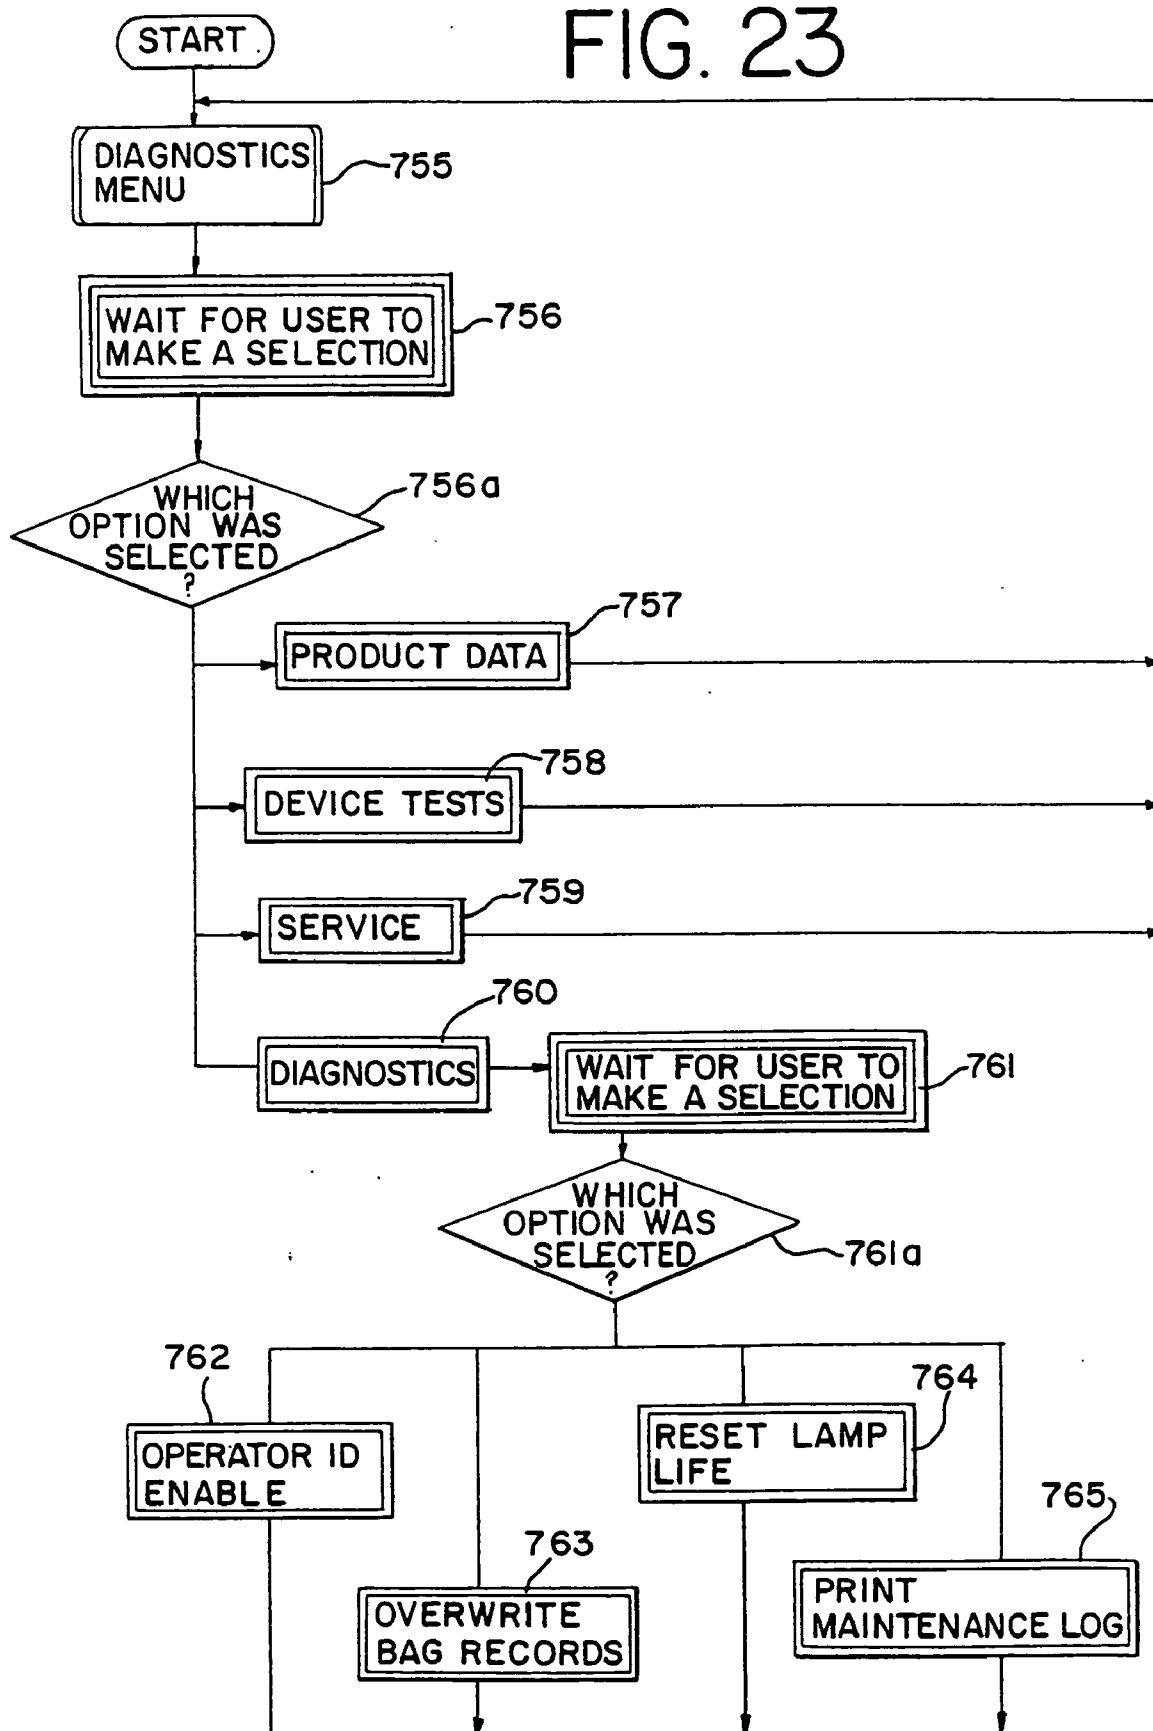 START
FIG. 23
DIAGNOSTICS
MENU
755
WAIT FOR USER TO
MAKE A SELECTION
756
WHICH
OPTION WAS
SELECTED
?
756a
PRODUCT DATA
757
DEVICE TESTS
758
SERVICE
759
DIAGNOSTICS
760
WAIT FOR USER TO
MAKE A SELECTION
761
WHICH
OPTION WAS
SELECTED
?
761a
762
OPERATOR ID
ENABLE
763
OVERWRITE
BAG RECORDS
764
RESET LAMP
LIFE
765
PRINT
MAINTENANCE LOG